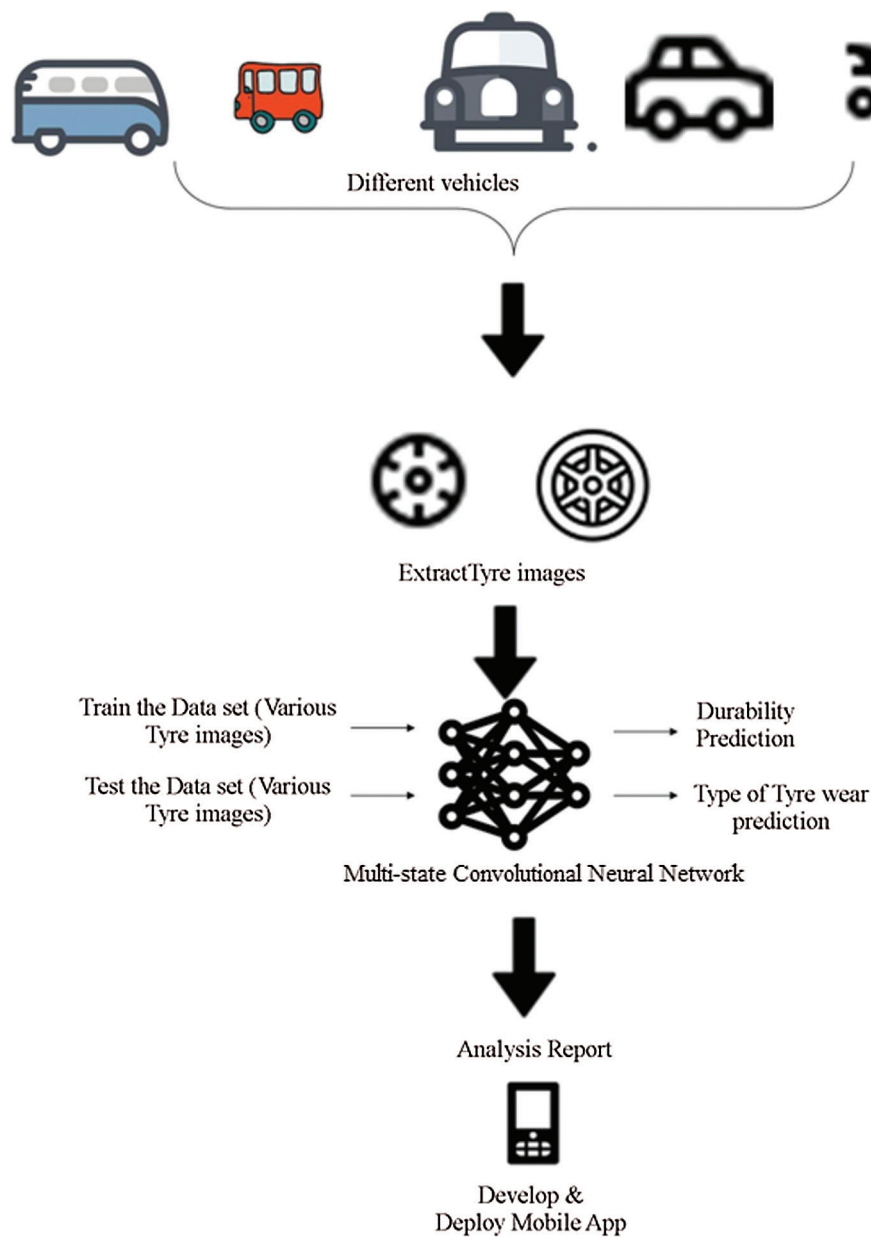 Different vehicles
ExtractTyre images
Train the Data set (Various
Tyre images)
Test the Data set (Various
Tyre images)
Durability
Prediction
Type of Tyre wear
prediction
Multi-state Convolutional Neural Network
Analysis Report
Develop &
Deploy Mobile App